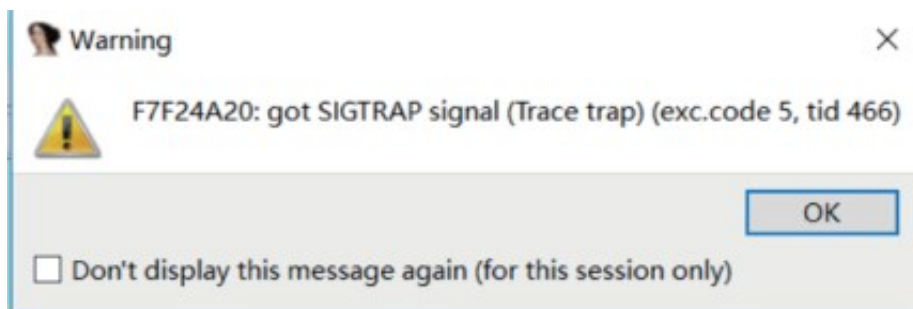 Warning
F7F24A20: got SIGTRAP signal (Trace trap) (exc.code 5, tid 466)
OK
Don't display this message again (for this session only)